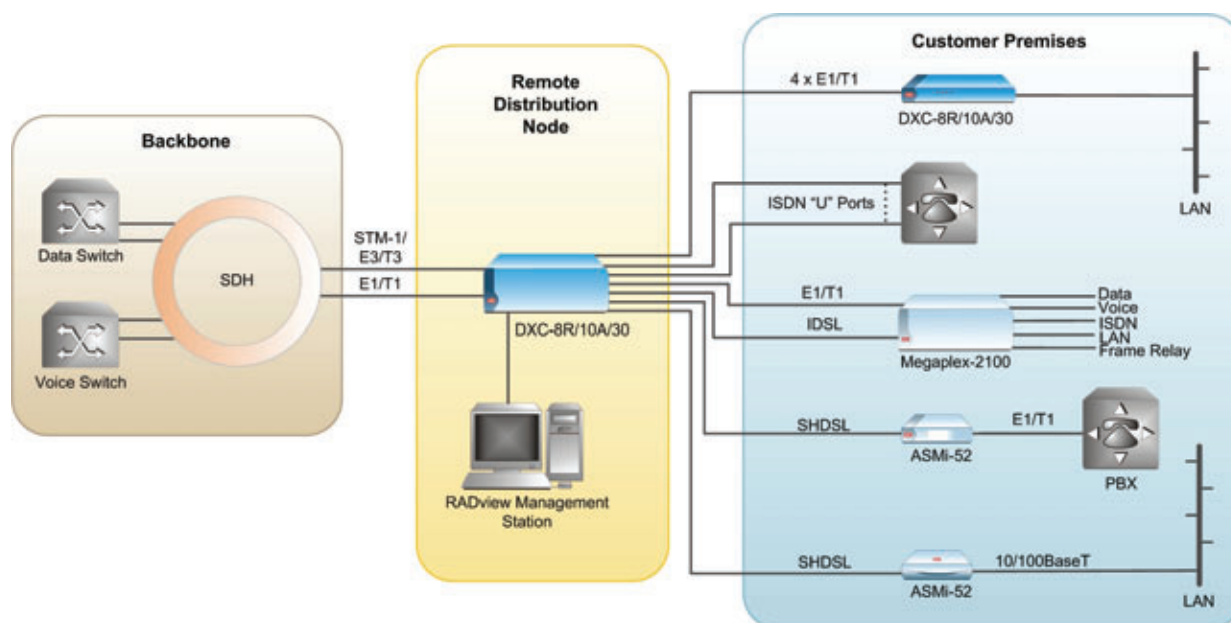 Backbone
Data Switch
Voice Switch
SDH
STM-1/
E3/T3
E1/T1
Remote
Distribution
Node
DXC-8R/10A/30
RADview Management
Station
Customer Premises
4 x E1/T1
DXC-8R/10A/30
LAN
ISDN "U" Ports
E1/T1
IDSL
Megaplex-2100
Data
Voice
ISDN
LAN
Frame Relay
SHDSL
ASMi-52
E1/T1
PBX
SHDSL
ASMi-52
10/100BaseT
LAN